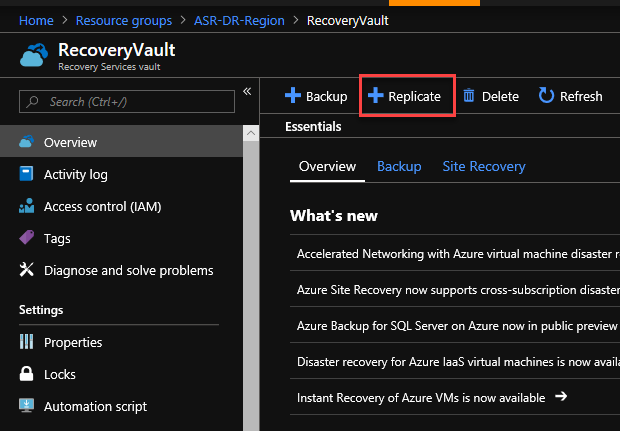 Home > Resource groups > ASR-DR-Region > RecoveryVault
RecoveryVault
Recovery Services vault
Search (Ctrl+/)
«
Overview
Activity log
Access control (IAM)
Tags
Diagnose and solve problems
Settings
Properties
Locks
Automation script
Backup Replicate Delete Refresh
Essentials
Overview Backup Site Recovery
What's new
Accelerated Networking with Azure virtual machine disaster
Azure Site Recovery now supports cross-subscription disaster
Azure Backup for SQL Server on Azure now in public preview
Disaster recovery for Azure IaaS virtual machines is now avail
Instant Recovery of Azure VMs is now available →